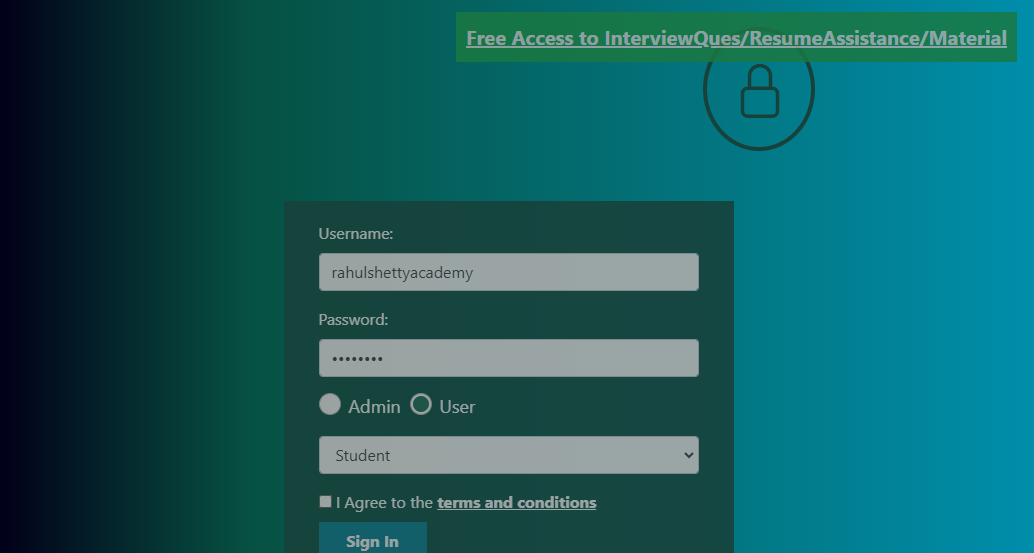 Free Access to InterviewQues/ResumeAssistance/Material
Username:
rahulshettyacademy
Password:
••••••••
Admin User
Student
I Agree to the terms and conditions
Sign In